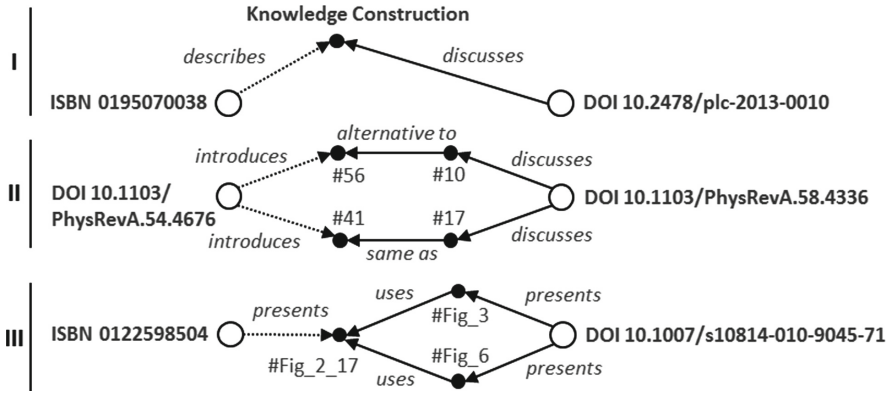 Knowledge Construction
I
describes
discusses
ISBN 0195070038
DOI 10.2478/plc-2013-0010
II
alternative to
introduces
discusses
#56
#10
DOI 10.1103/
PhysRevA.54.4676
DOI 10.1103/PhysRevA.58.4336
#41
#17
introduces
discusses
same as
III
uses
presents
presents
#Fig_3
ISBN 0122598504
DOI 10.1007/s10814-010-9045-71
#Fig_6
#Fig_2_17
presents
uses